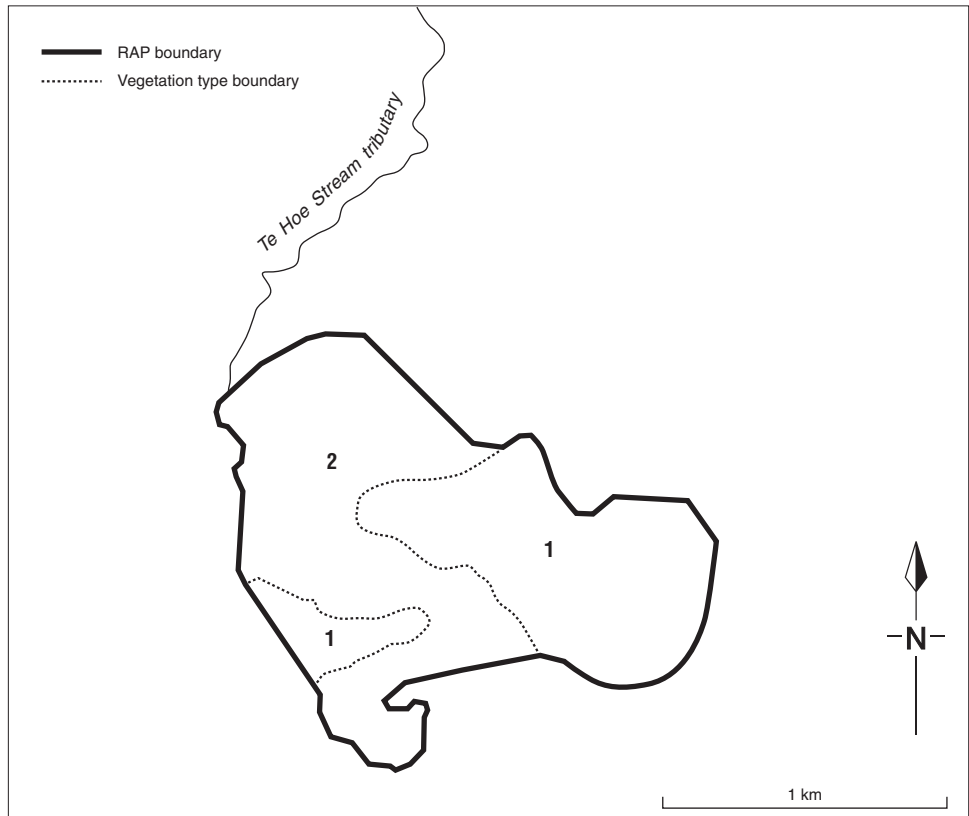 RAP boundary
Vegetation type boundary
Te Hoe Stream tributary
2
1
1
N
1 km